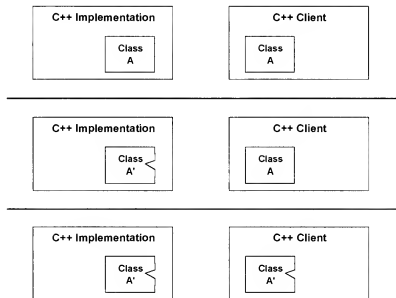 C++ Implementation
Class
A
C++ Client
Class
A
C++ Implementation
Class
A'
C++ Client
Class
A
C++ Implementation
Class
A'
C++ Client
Class
A'